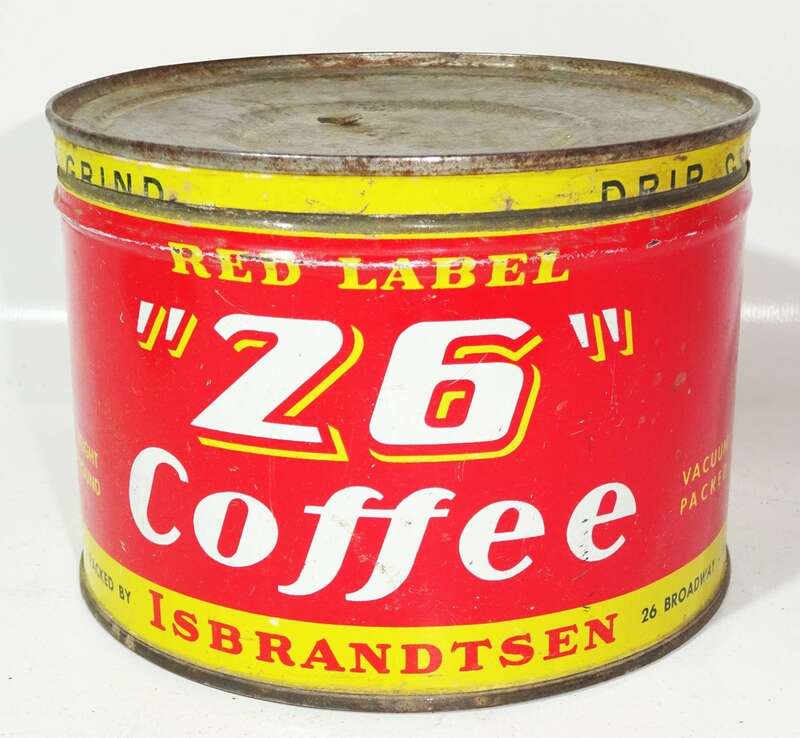 GRIND DRIP
RED LABEL
"26"
Coffee
VACUUM
PACKED
PACKED BY ISBRANDTSEN 26 BROADWAY